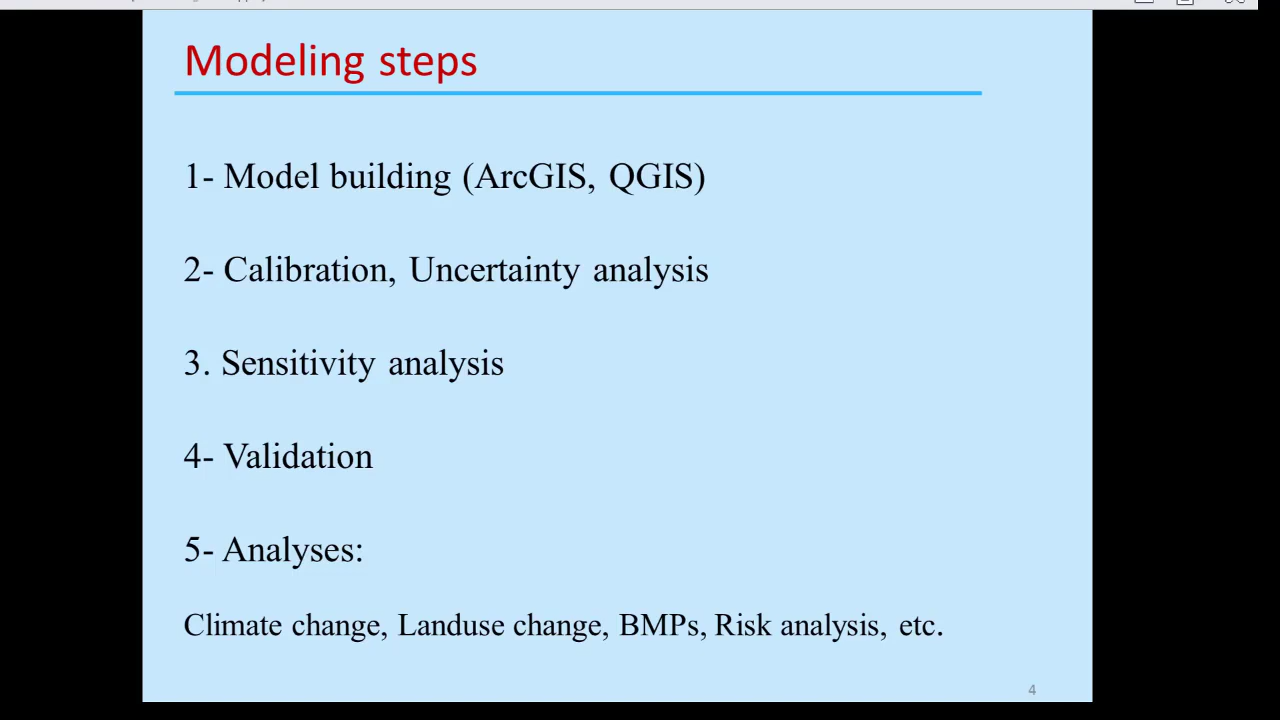 Modeling steps
1- Model building (ArcGIS, QGIS)
2- Calibration, Uncertainty analysis
3. Sensitivity analysis
4- Validation
5- Analyses:
Climate change, Landuse change, BMPs, Risk analysis, etc.
4